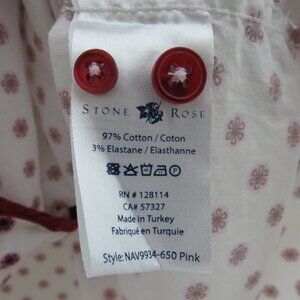 STONE ROSE
97% Cotton / Coton
3% Elastane / Elasthanne
RN # 128114
CA# 57327
Made in Turkey
Fabriqué en Turquie
Style: NAV9934-650 Pink